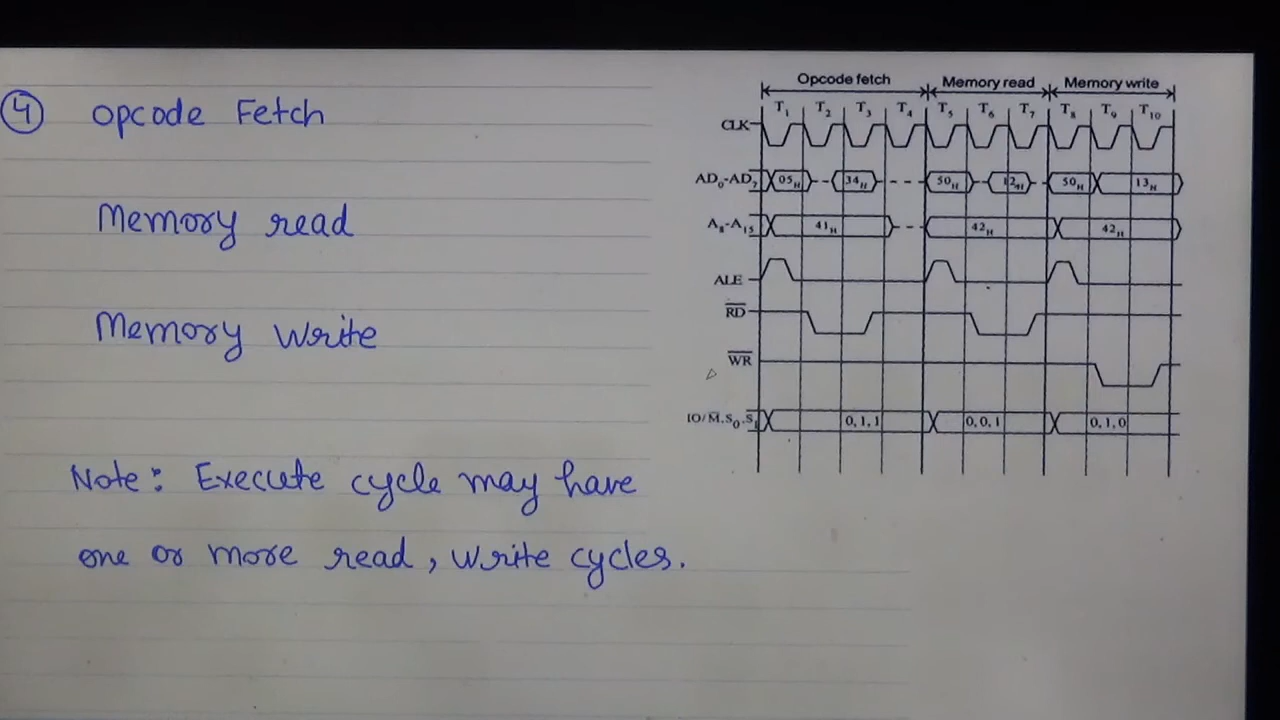 ④ Opcode Fetch
Memory read
Memory Write
Note: Execute cycle may have
one or more read, Write cycles.
Opcode fetch Memory read Memory write
T₁ T₂ T₃ T₄ T₅ T₆ T₇ T₈ T₉ T₁₀
CLK
AD₀-AD₇ 05H 34H 50H 12H 50H 13H
A₈-A₁₅ 41H 42H 42H
ALE
R̅D̅
W̅R̅
IO/M̅.S₀.S₁ 0, 1, 1 0, 0, 1 0, 1, 0